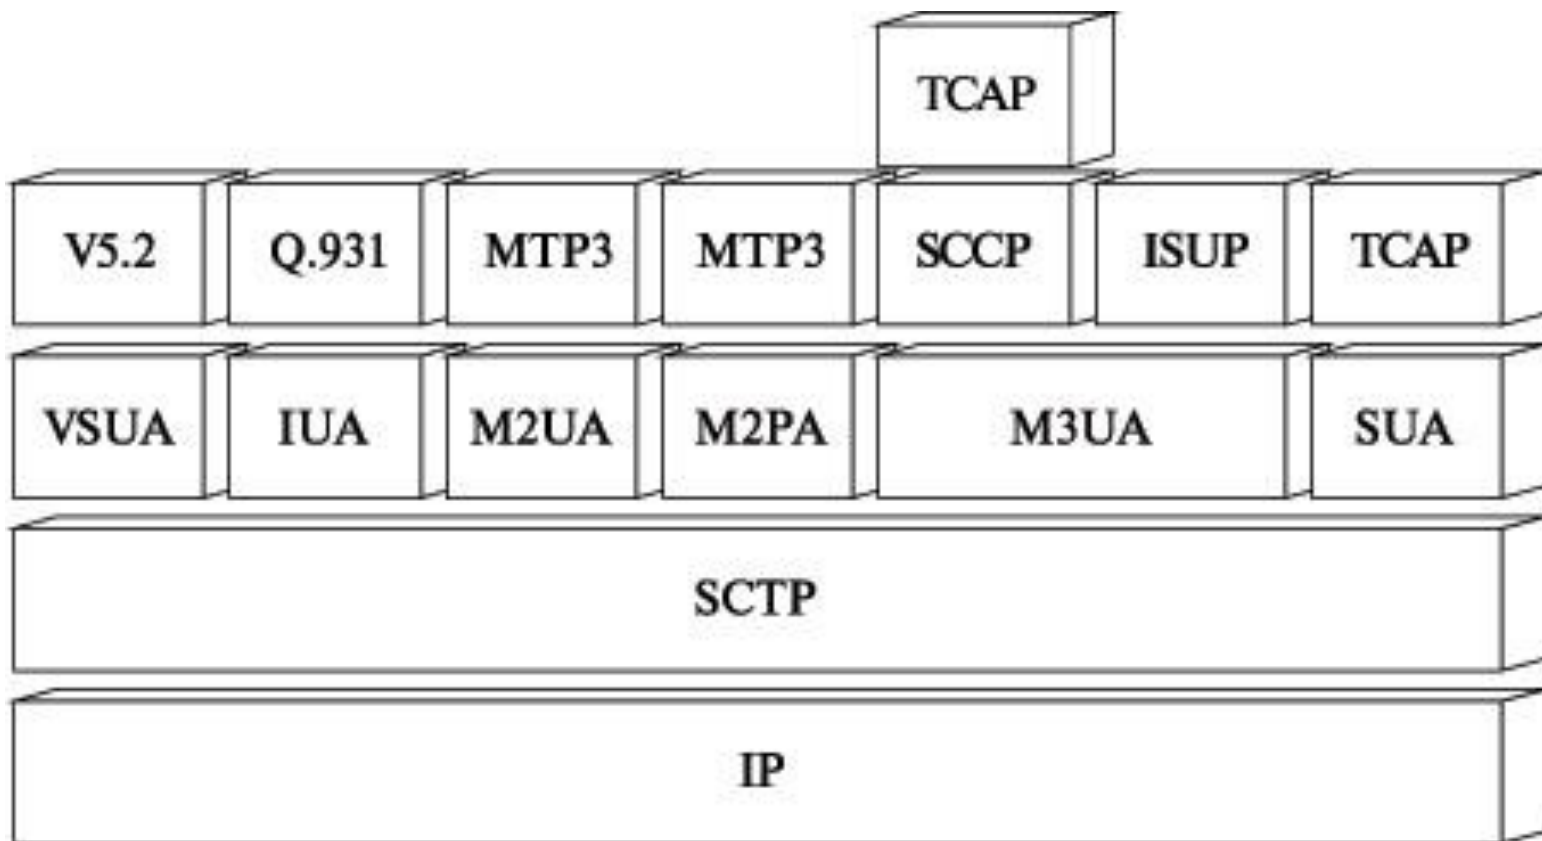 TCAP
V5.2 Q.931 MTP3 MTP3 SCCP ISUP TCAP
VSUA IUA M2UA M2PA M3UA SUA
SCTP
IP